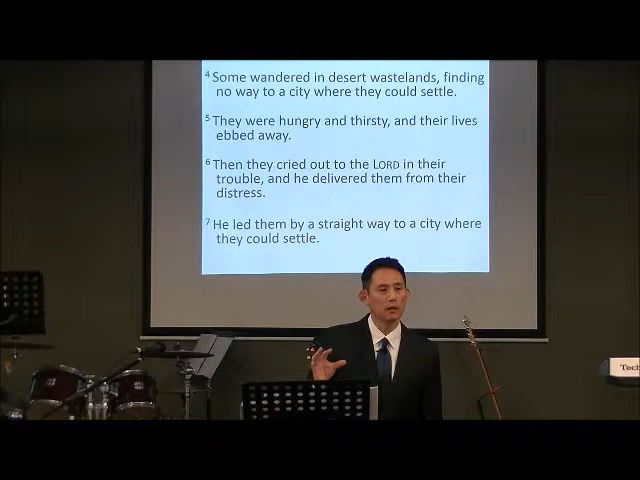 4 Some wandered in desert wastelands, finding
no way to a city where they could settle.
5 They were hungry and thirsty, and their lives
ebbed away.
6 Then they cried out to the LORD in their
trouble, and he delivered them from their
distress.
7 He led them by a straight way to a city where
they could settle.
Tech